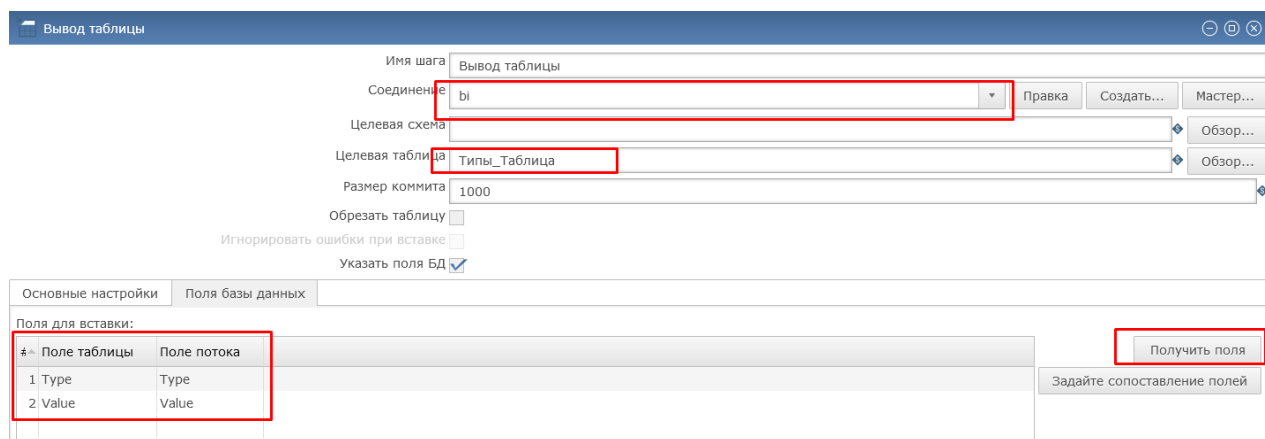 Вывод таблицы
Имя шага Вывод таблицы
Соединение bi Правка Создать... Мастер...
Целевая схема Обзор...
Целевая таблица Типы_Таблица Обзор...
Размер коммита 1000
Обрезать таблицу
Игнорировать ошибки при вставке
Указать поля БД
Основные настройки Поля базы данных
Поля для вставки:
# Поле таблицы Поле потока Получить поля
1 Type Type Задайте сопоставление полей
2 Value Value